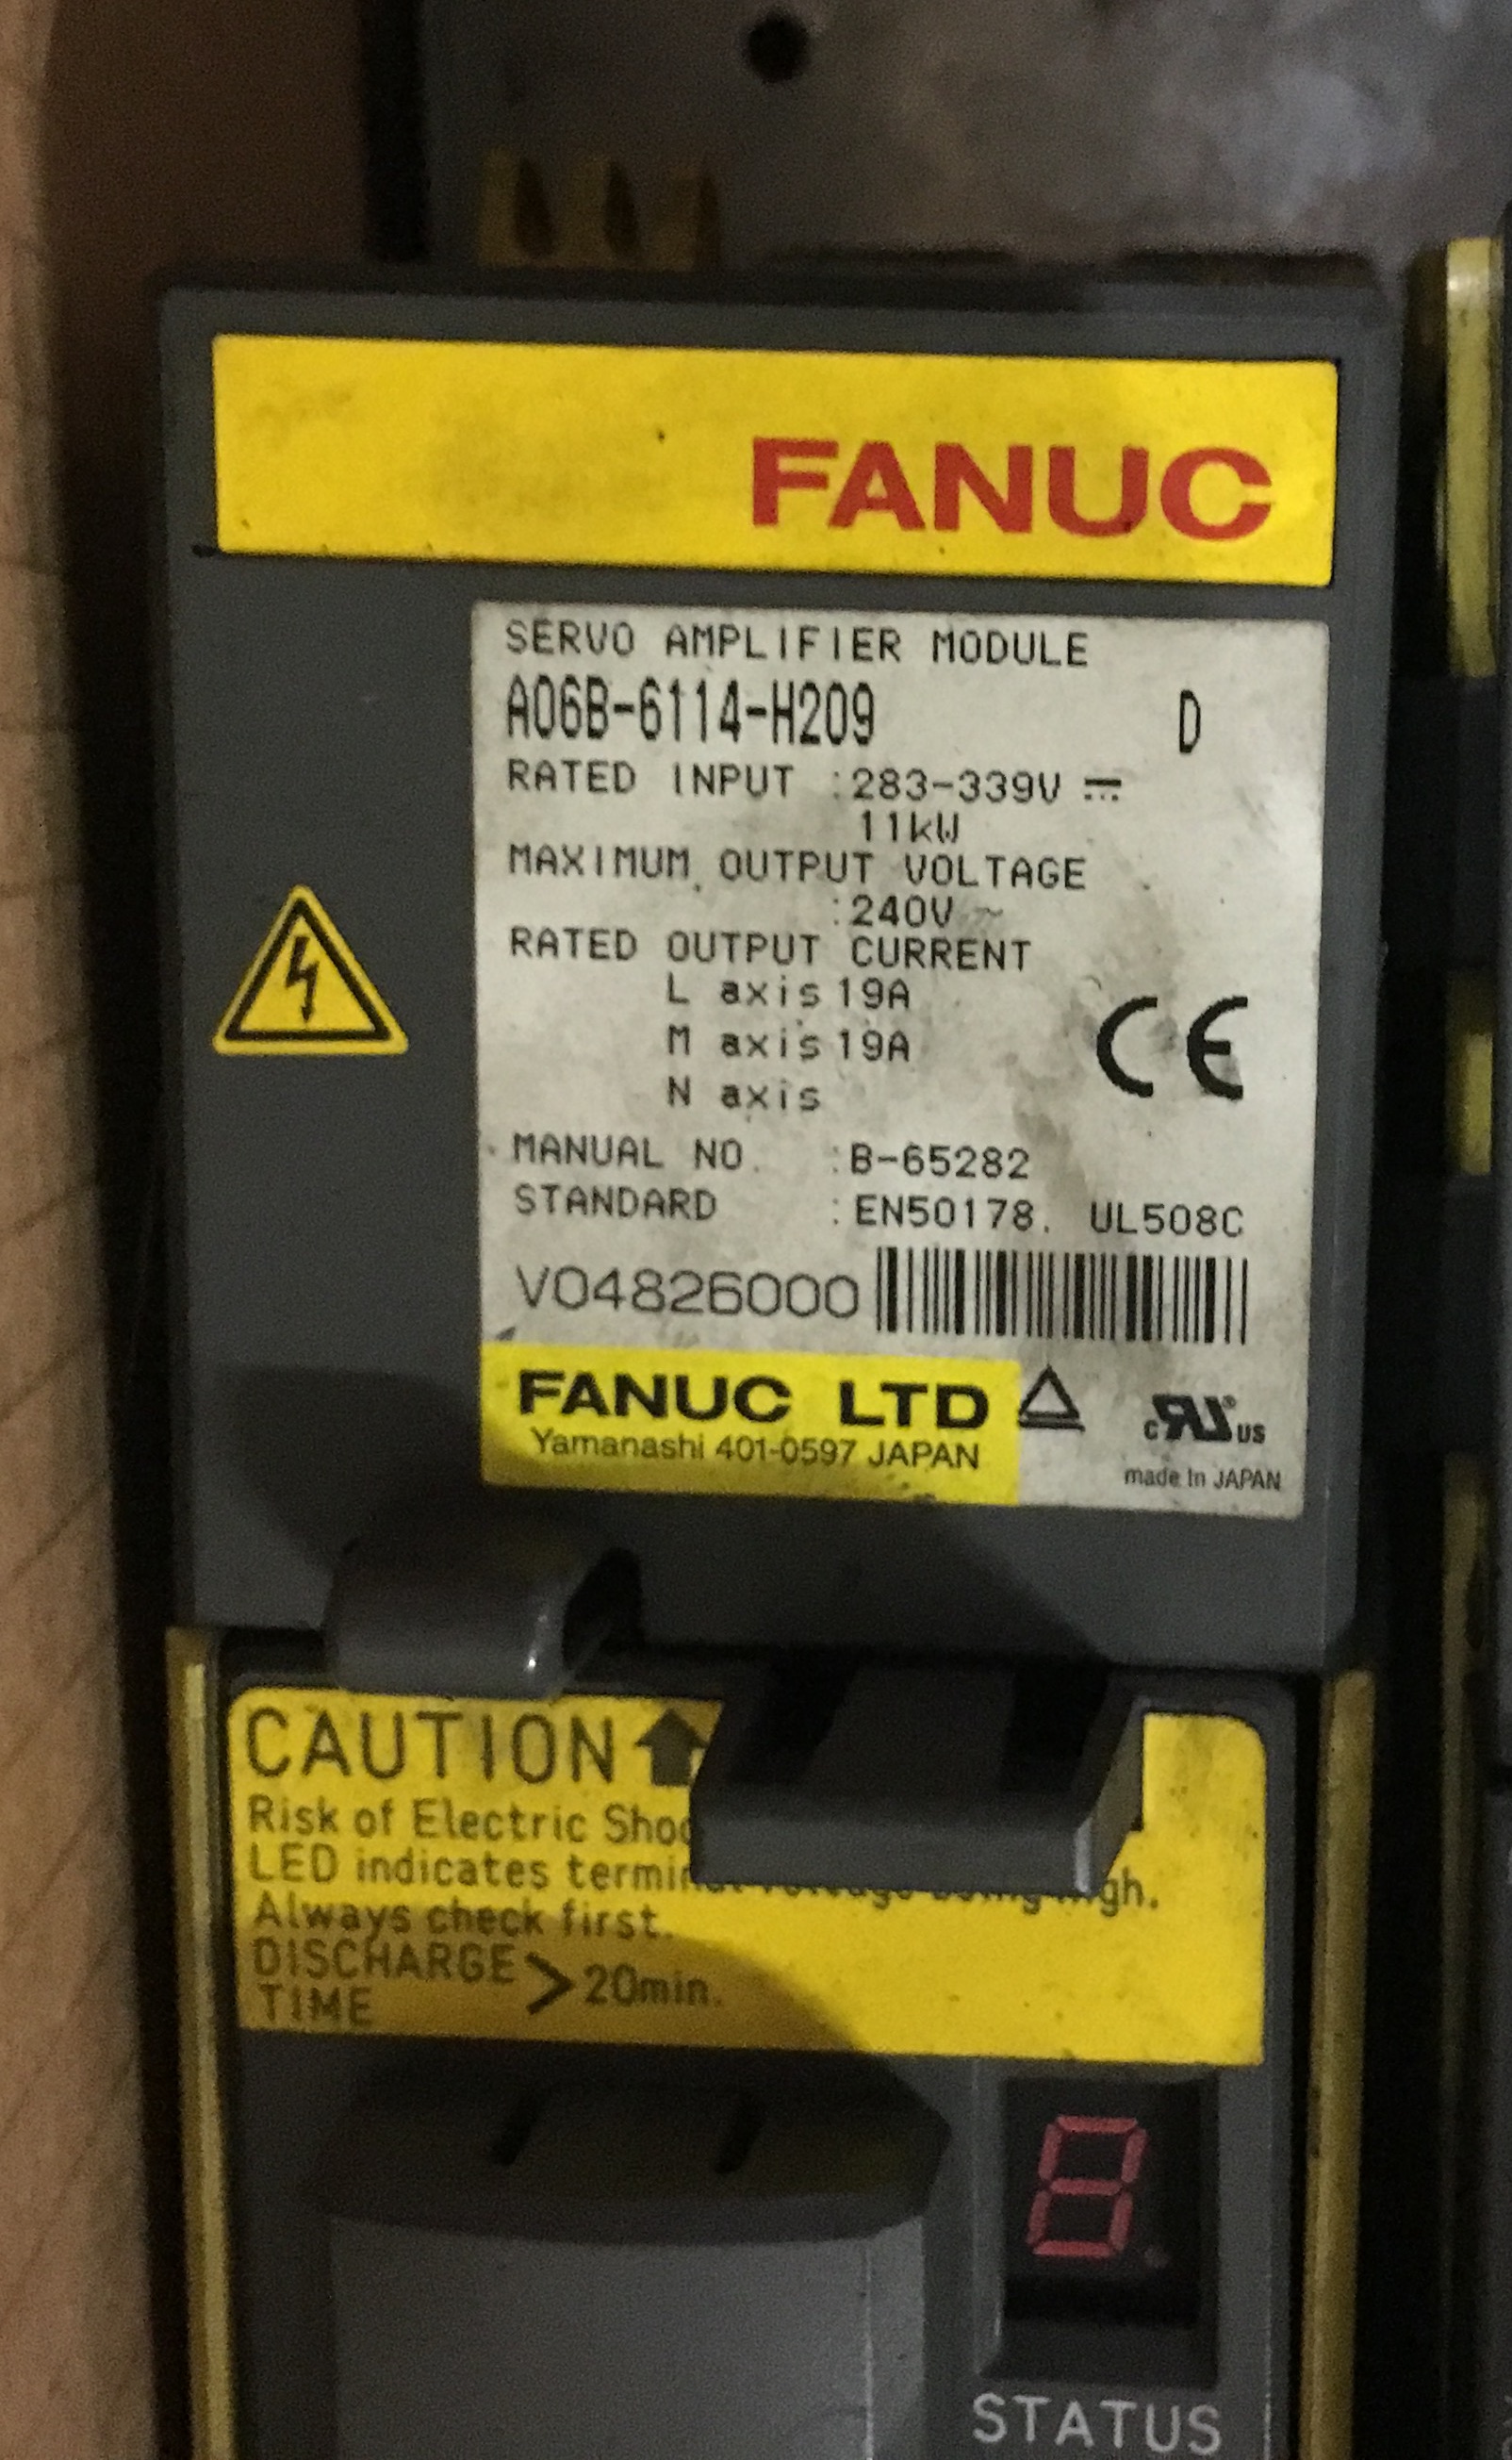 FANUC
SERVO AMPLIFIER MODULE
A06B-6114-H209 D
RATED INPUT :283-339V ⎓
11kW
MAXIMUM OUTPUT VOLTAGE
:240V ~
RATED OUTPUT CURRENT
L axis 19A
M axis 19A
N axis
CE
MANUAL NO. :B-65282
STANDARD :EN50178. UL508C
V04826000
FANUC LTD
Yamanashi 401-0597 JAPAN
c RU US
made in JAPAN
CAUTION
Risk of Electric
LED indicates
Always check first.
DISCHARGE
TIME > 20min.
8
STATUS